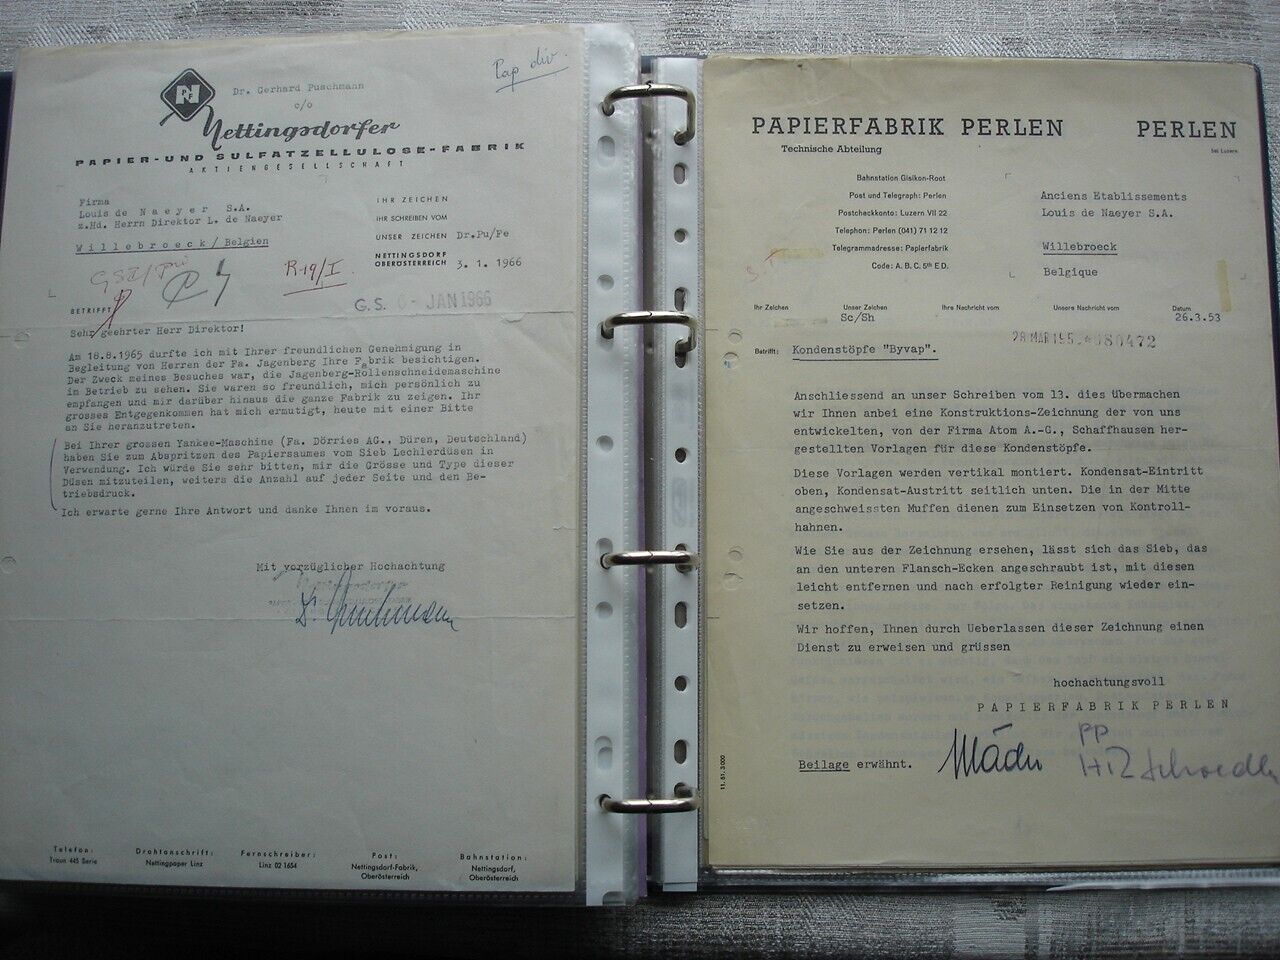 Pap div.
Dr. Gerhard Puschmann
c/o
Nettingsdorfer
PAPIER-UND SULFATZELLULOSE-FABRIK
AKTIENGESELLSCHAFT
Firma
Louis de Naeyer S.A.
z.Hd. Herrn Direktor L. de Naeyer
Willebroeck/Belgien
IHR ZEICHEN
IHR SCHREIBEN VOM
UNSER ZEICHEN Dr.Pu/Fe
NETTINGSDORF
OBERÖSTERREICH 3.1.1966
R.19/I
G.S. JAN 1966
BETRIFFT
Sehr geehrter Herr Direktor!
Am 18.8.1965 durfte ich mit Ihrer freundlichen Genehmigung in
Begleitung von Herren der Fa. Jagenberg Ihre Fabrik besichtigen.
Der Zweck meines Besuches war, die Jagenberg-Rollenschneidemaschine
im Betrieb zu sehen. Sie waren so freundlich, mich persönlich zu
empfangen und mir darüber hinaus die ganze Fabrik zu zeigen. Ihr
grosses Entgegenkommen hat mich ermutigt, heute mit einer Bitte
an Sie heranzutreten.
Bei Ihrer grossen Yankee-Maschine (Fa. Dörries AG., Düren, Deutschland)
haben Sie zum Abspritzen des Papiersaumes vom Sieb Lechlerdüsen in
Verwendung. Ich würde Sie sehr bitten, mir die Grösse und Type dieser
Düsen mitzuteilen, weiters die Anzahl auf jeder Seite und den Be-
triebsdruck.
Ich erwarte gerne Ihre Antwort und danke Ihnen im voraus.
Mit vorzüglicher Hochachtung
Telefon:
Traun 445 Serie
Drahtanschrift:
Nettingpaper Linz
Fernschreiber:
Linz 02 1654
Post:
Nettingsdorf-Fabrik,
Oberösterreich
Bahnstation:
Nettingsdorf,
Oberösterreich
PAPIERFABRIK PERLEN PERLEN
Technische Abteilung bei Luzern
Bahnstation Gisikon-Root
Post und Telegraph: Perlen
Postcheckkonto: Luzern VII 22
Telephon: Perlen (041) 71 12 12
Telegrammadresse: Papierfabrik
Code: A.B.C. 5th ED.
Anciens Etablissements
Louis de Naeyer S.A.
Willebroeck
Belgique
Ihr Zeichen Unser Zeichen Ihre Nachricht vom Unsere Nachricht vom Datum
Sc/Sh 26.3.53
28 MAR 195 *080472
Betrifft: Kondenstöpfe "Byvap".
Anschliessend an unser Schreiben vom 13. dies Übermachen
wir Ihnen anbei eine Konstruktions-Zeichnung der von uns
entwickelten, von der Firma Atom A.-G., Schaffhausen her-
gestellten Vorlagen für diese Kondenstöpfe.
Diese Vorlagen werden vertikal montiert. Kondensat-Eintritt
oben, Kondensat-Austritt seitlich unten. Die in der Mitte
angeschweissten Muffen dienen zum Einsetzen von Kontroll-
hahnen.
Wie Sie aus der Zeichnung ersehen, lässt sich das Sieb, das
an den unteren Flansch-Ecken angeschraubt ist, mit diesen
leicht entfernen und nach erfolgter Reinigung wieder ein-
setzen.
Wir hoffen, Ihnen durch Ueberlassen dieser Zeichnung einen
Dienst zu erweisen und grüssen
hochachtungsvoll
PAPIERFABRIK PERLEN
pp
Beilage erwähnt.
11. 51. 3000